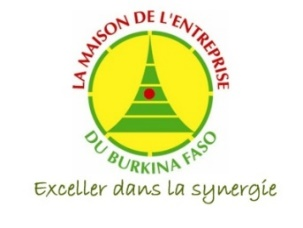 LA MAISON DE L'ENTREPRISE
DU BURKINA FASO
Exceller dans la synergie